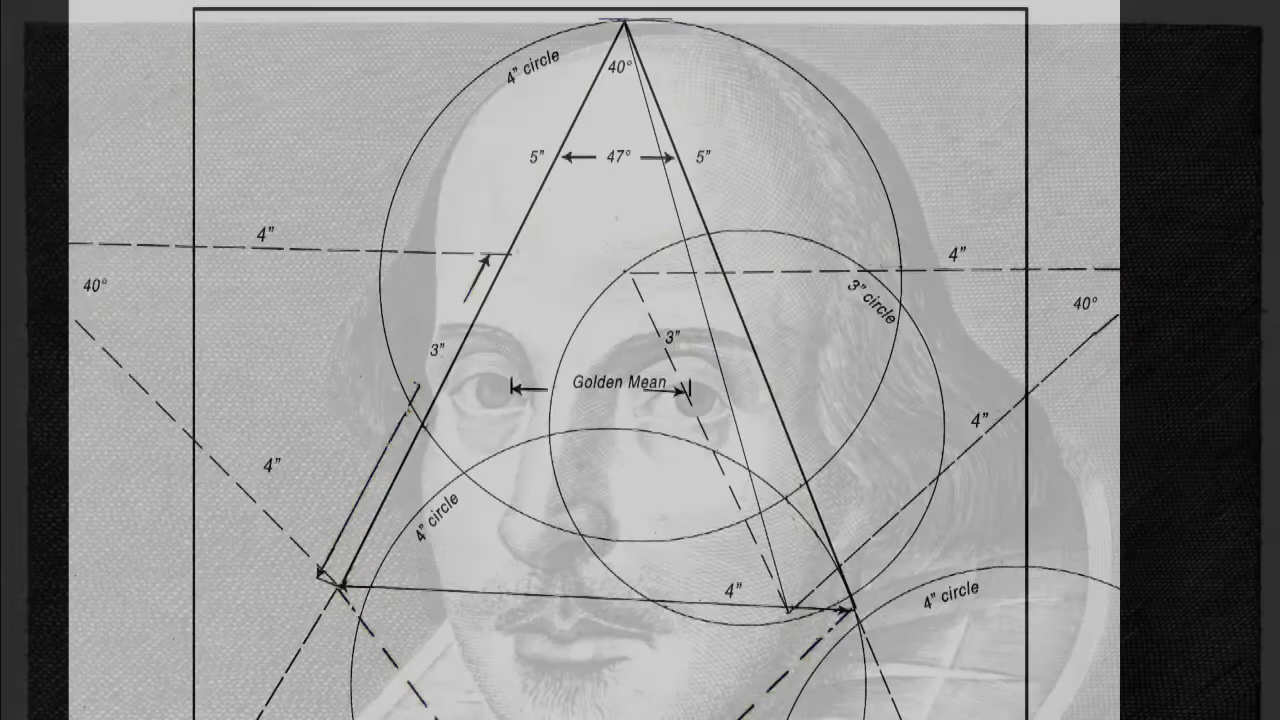 4” circle
40°
5” 47° 5”
4”
4”
40°
3” circle
40°
3”
3”
Golden Mean
4”
4”
4” circle
4”
4” circle